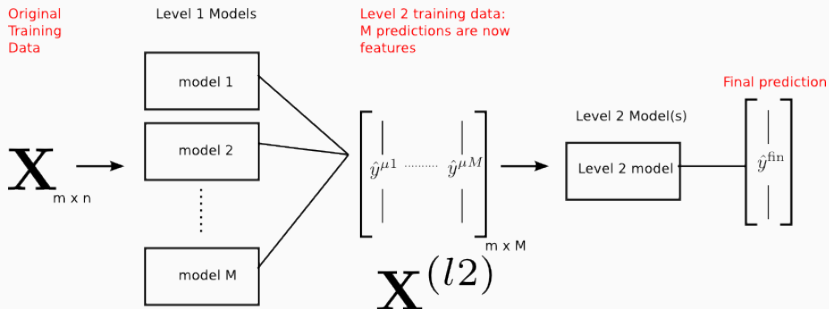 Original
Training
Data
Level 1 Models
Level 2 training data:
M predictions are now
features
model 1
model 2
model M
X
m x n
ŷ^μ1 ......... ŷ^μM
m x M
X^(l2)
Level 2 Model(s)
Level 2 model
Final prediction
ŷ^fin